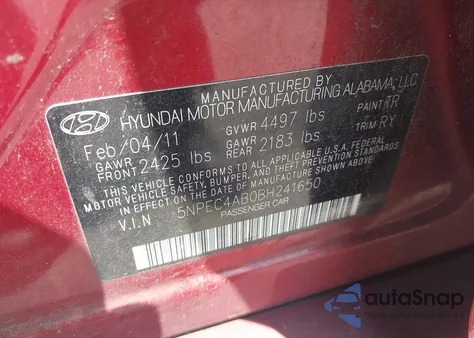 MANUFACTURED BY
HYUNDAI MOTOR MANUFACTURING ALABAMA, LLC
Feb/04/11 GVWR 4497 lbs PAINT TR
GAWR FRONT 2425 lbs GAWR REAR 2183 lbs TRIM RY
THIS VEHICLE CONFORMS TO ALL APPLICABLE U.S.A. FEDERAL
MOTOR VEHICLE SAFETY, BUMPER, AND THEFT PREVENTION
STANDARDS IN EFFECT ON THE DATE OF MANUFACTURE SHOWN ABOVE.
V.I.N 5NPEC4AB0BH241650
PASSENGER CAR
autoSnap
www.autosnap